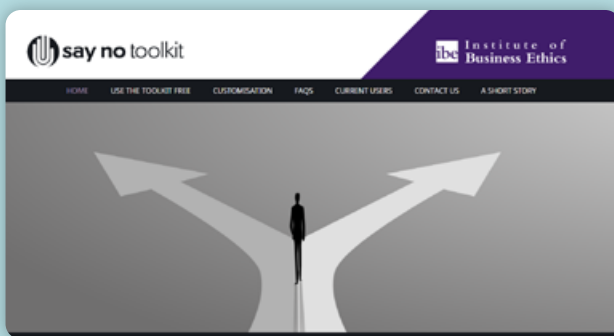 say no toolkit
ibe Institute of
Business Ethics
HOME USE THE TOOLKIT FREE CUSTOMISATION FAQS CURRENT USERS CONTACT US A SHORT STORY